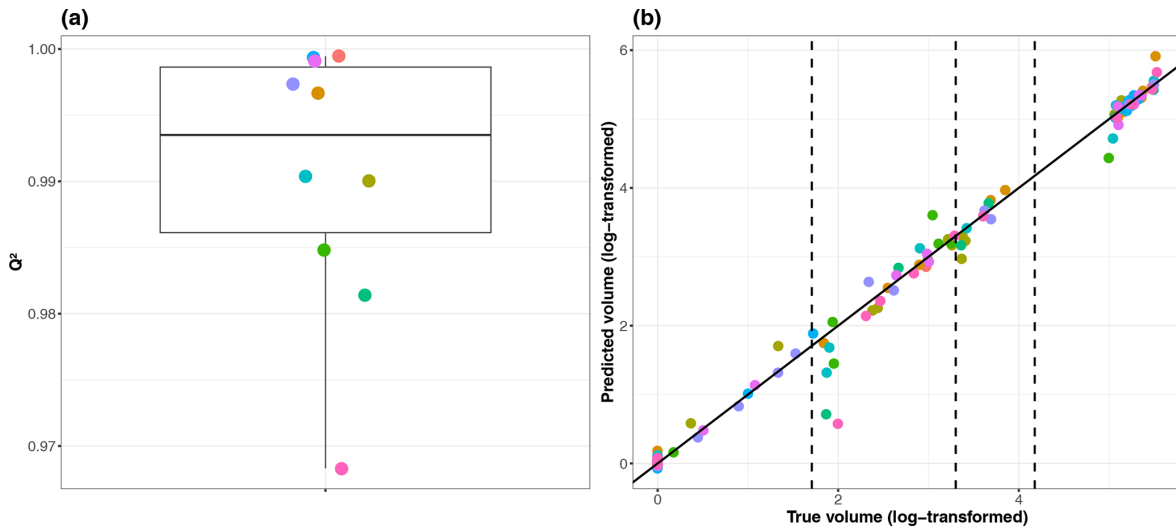 (a)
1.00
0.99
0.98
0.97
Q²
(b)
6
4
2
0
Predicted volume (log−transformed)
0
2
4
True volume (log−transformed)